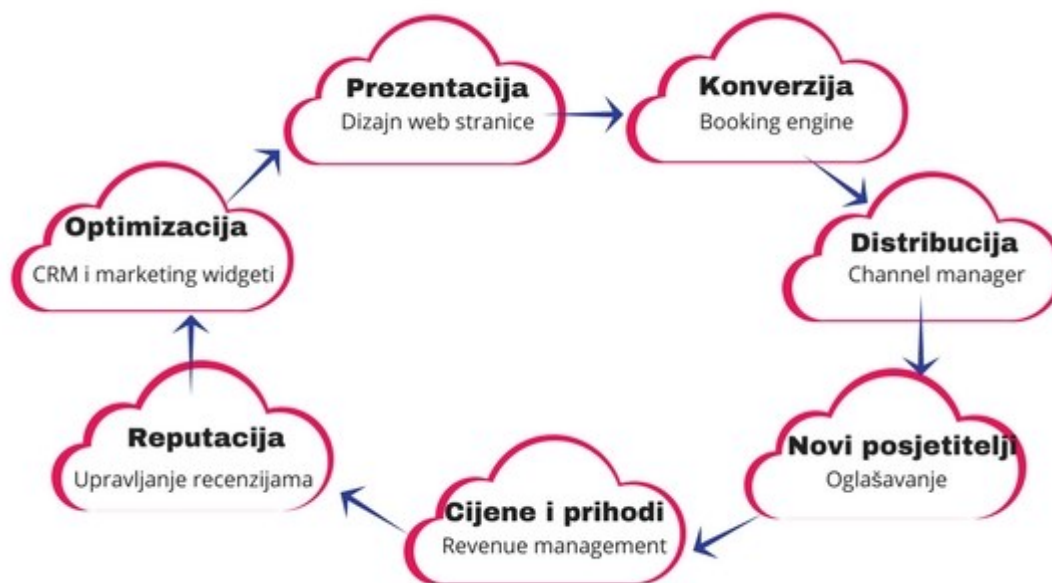 Prezentacija
Dizajn web stranice
Konverzija
Booking engine
Distribucija
Channel manager
Novi posjetitelji
Oglašavanje
Cijene i prihodi
Revenue management
Reputacija
Upravljanje recenzijama
Optimizacija
CRM i marketing widgeti